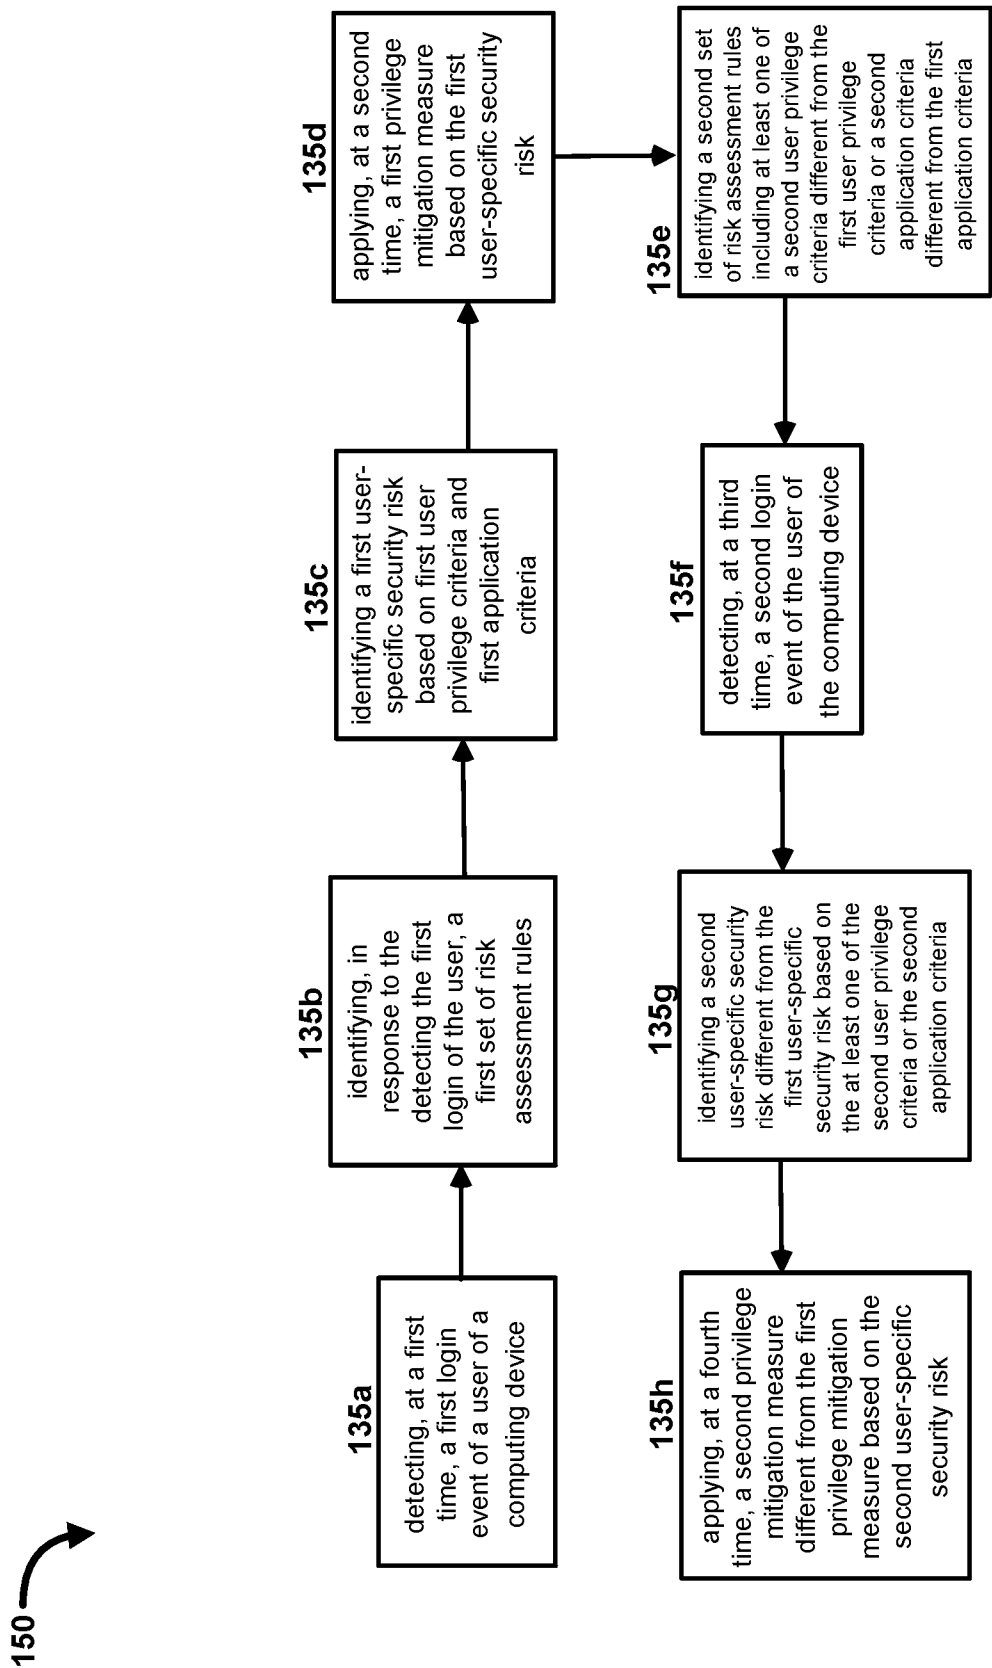 150
135a
detecting, at a first
time, a first login
event of a user of a
computing device
135b
identifying, in
response to the
detecting the first
login of the user, a
first set of risk
assessment rules
135c
identifying a first user-
specific security risk
based on first user
privilege criteria and
first application
criteria
135d
applying, at a second
time, a first privilege
mitigation measure
based on the first
user-specific security
risk
135e
identifying a second set
of risk assessment rules
including at least one of
a second user privilege
criteria different from the
first user privilege
criteria or a second
application criteria
different from the first
application criteria
135f
detecting, at a third
time, a second login
event of the user of
the computing device
135g
identifying a second
user-specific security
risk different from the
first user-specific
security risk based on
the at least one of the
second user privilege
criteria or the second
application criteria
135h
applying, at a fourth
time, a second privilege
mitigation measure
different from the first
privilege mitigation
measure based on the
second user-specific
security risk